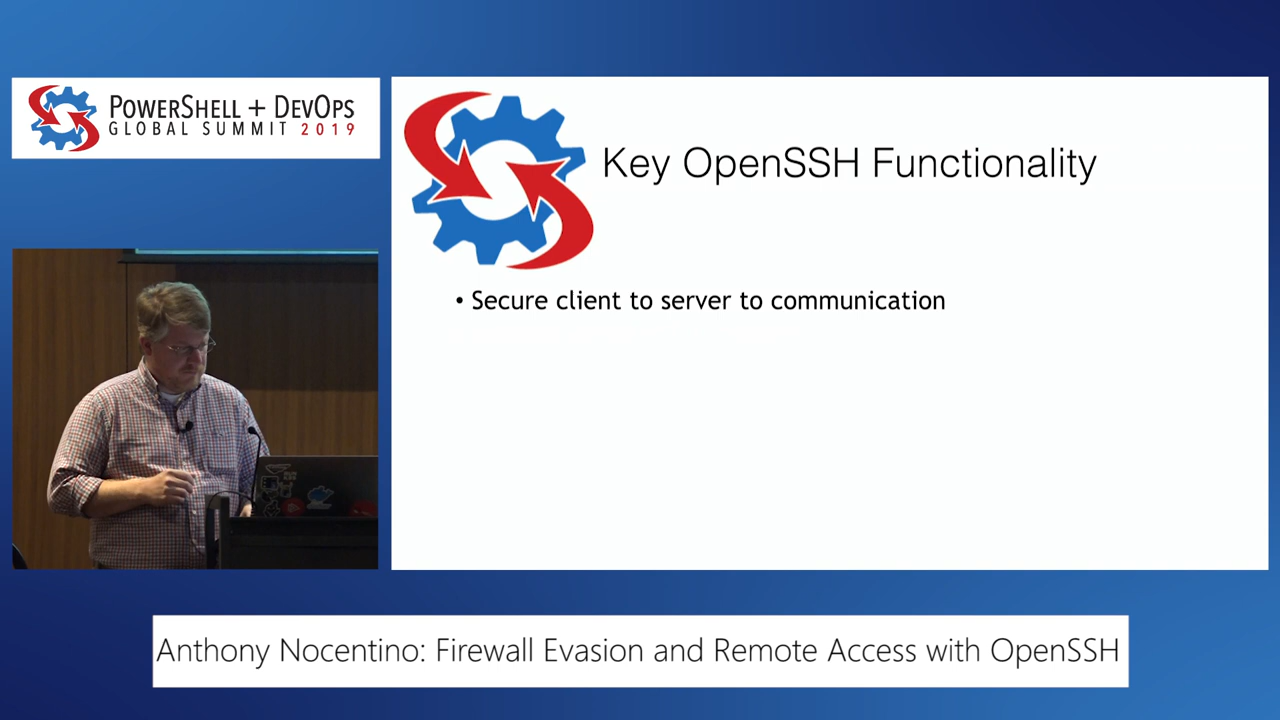 POWERSHELL + DEVOPS
GLOBAL SUMMIT 2019
Key OpenSSH Functionality
• Secure client to server to communication
Anthony Nocentino: Firewall Evasion and Remote Access with OpenSSH